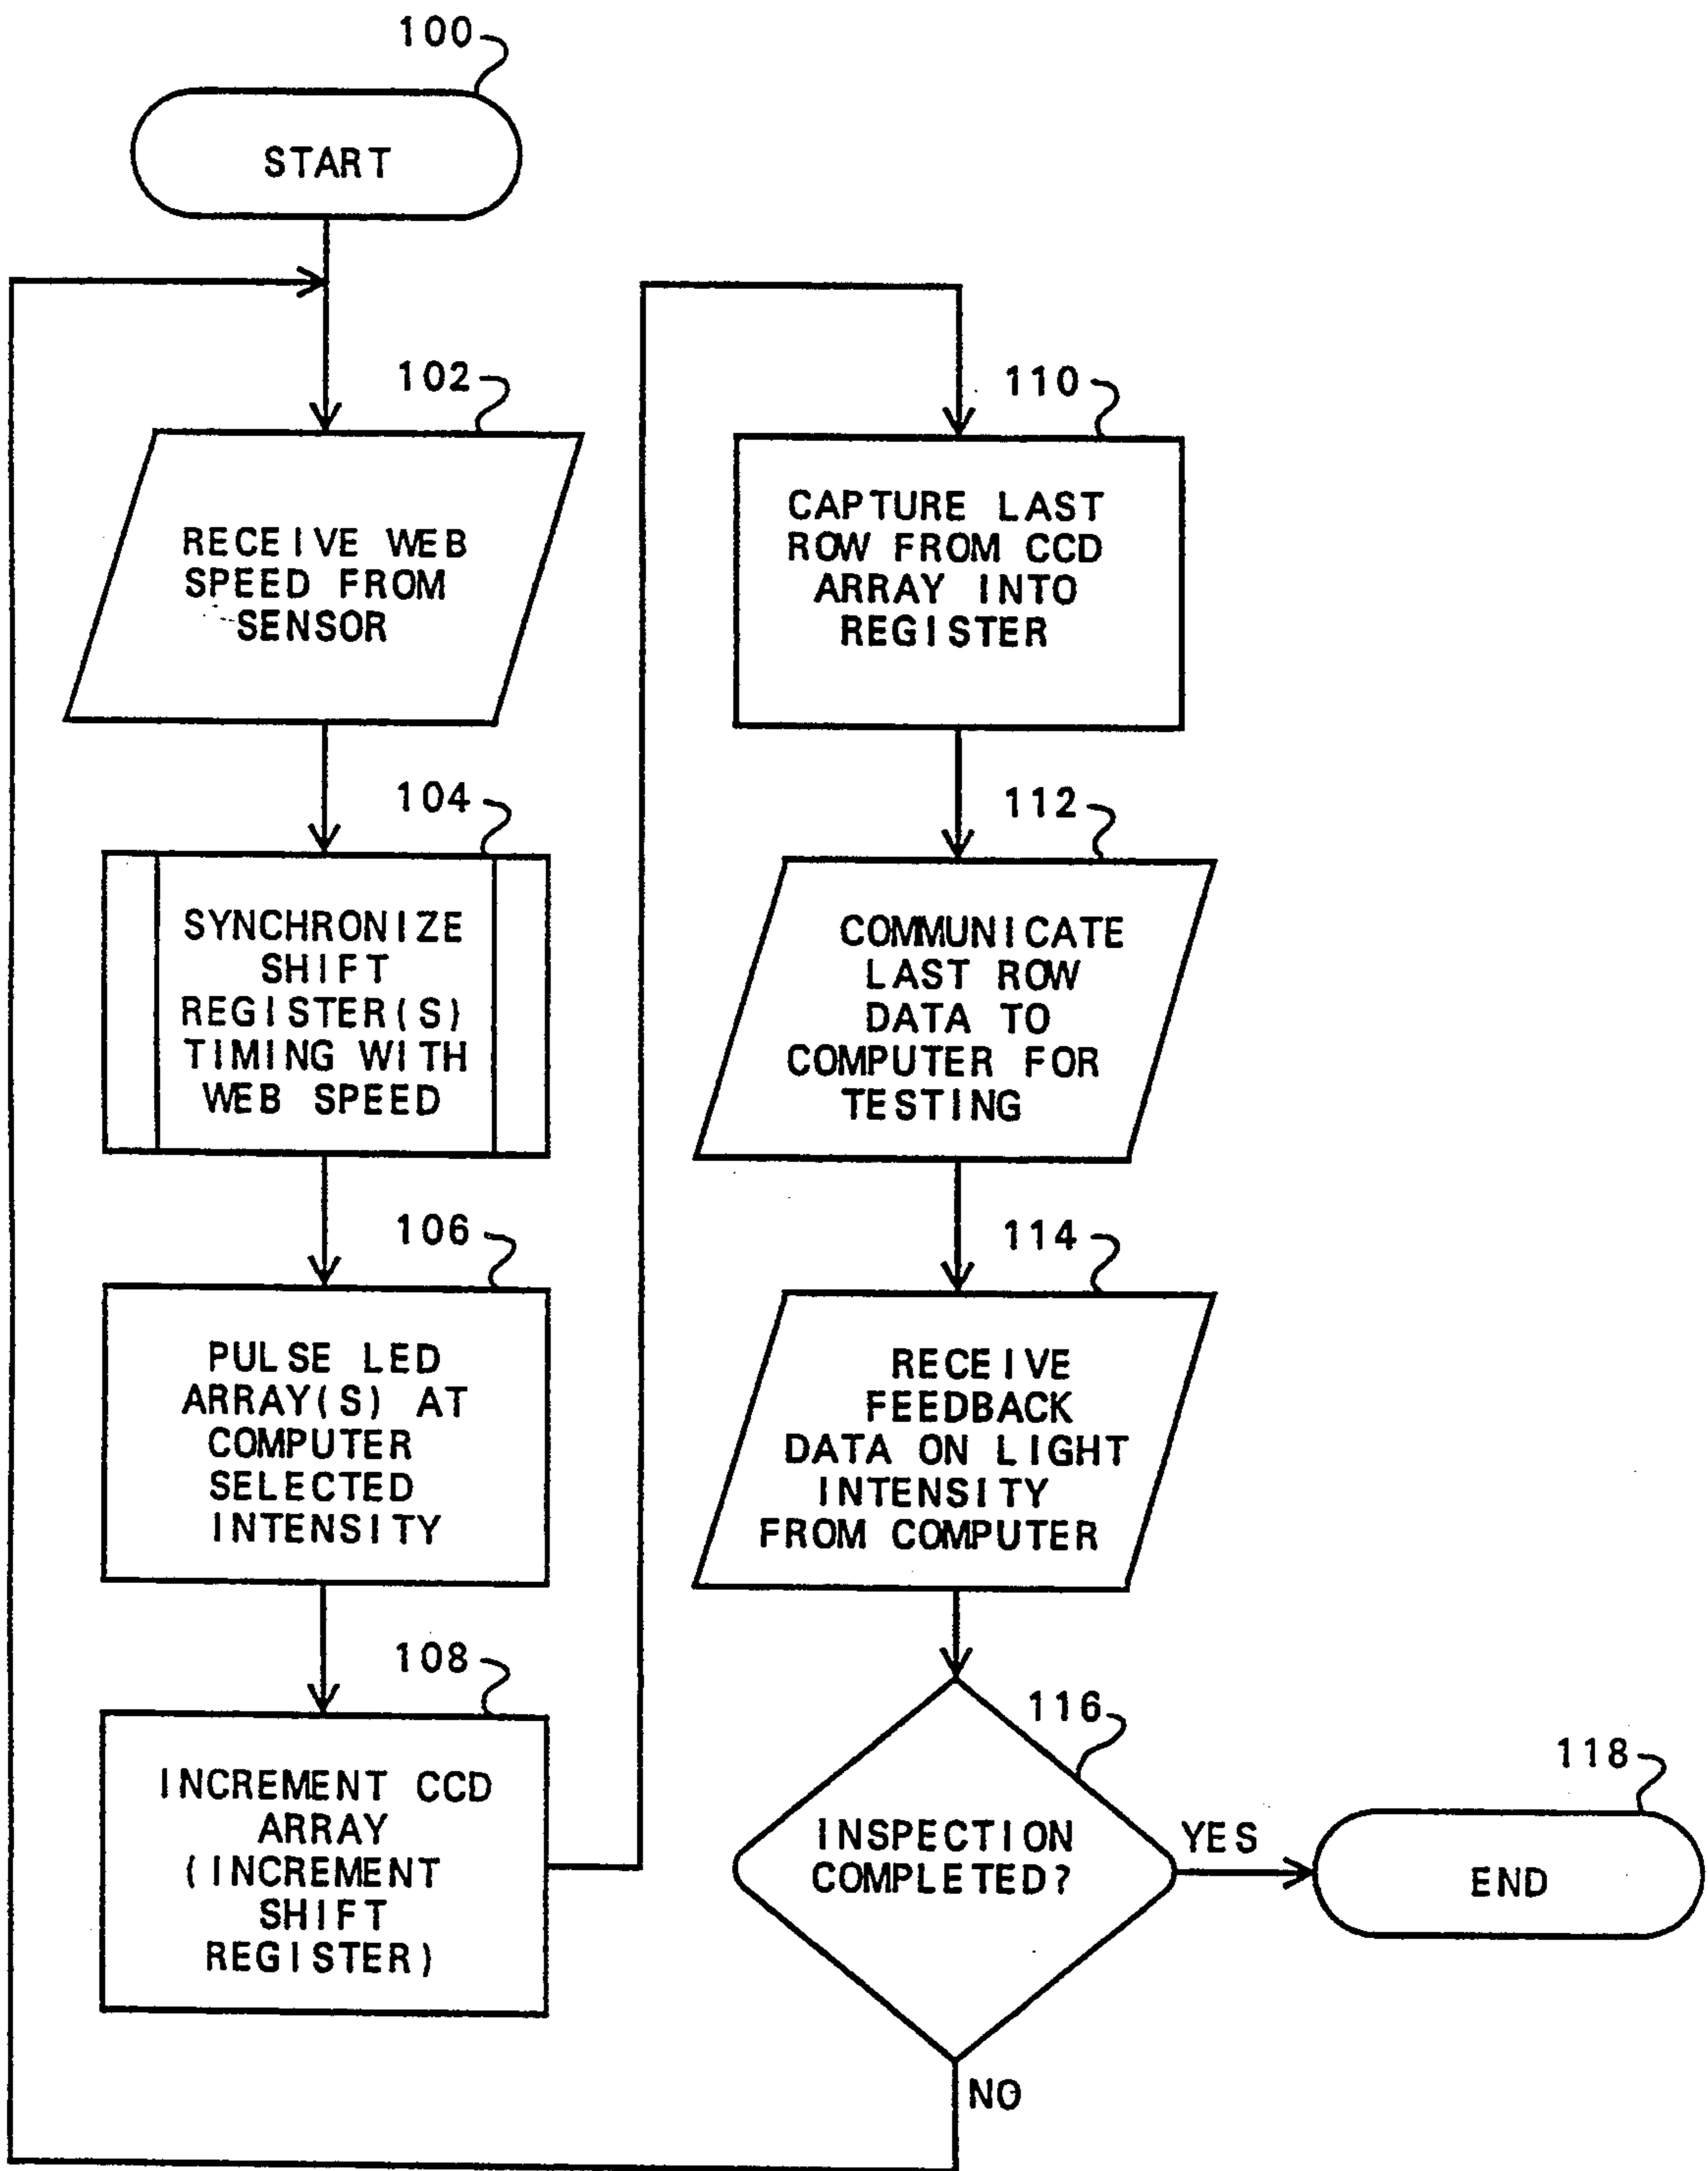 100
START
102
RECEIVE WEB
SPEED FROM
SENSOR
104
SYNCHRONIZE
SHIFT
REGISTER(S)
TIMING WITH
WEB SPEED
106
PULSE LED
ARRAY(S) AT
COMPUTER
SELECTED
INTENSITY
108
INCREMENT CCD
ARRAY
(INCREMENT
SHIFT
REGISTER)
110
CAPTURE LAST
ROW FROM CCD
ARRAY INTO
REGISTER
112
COMMUNICATE
LAST ROW
DATA TO
COMPUTER FOR
TESTING
114
RECEIVE
FEEDBACK
DATA ON LIGHT
INTENSITY
FROM COMPUTER
116
INSPECTION
COMPLETED?
YES
NO
118
END